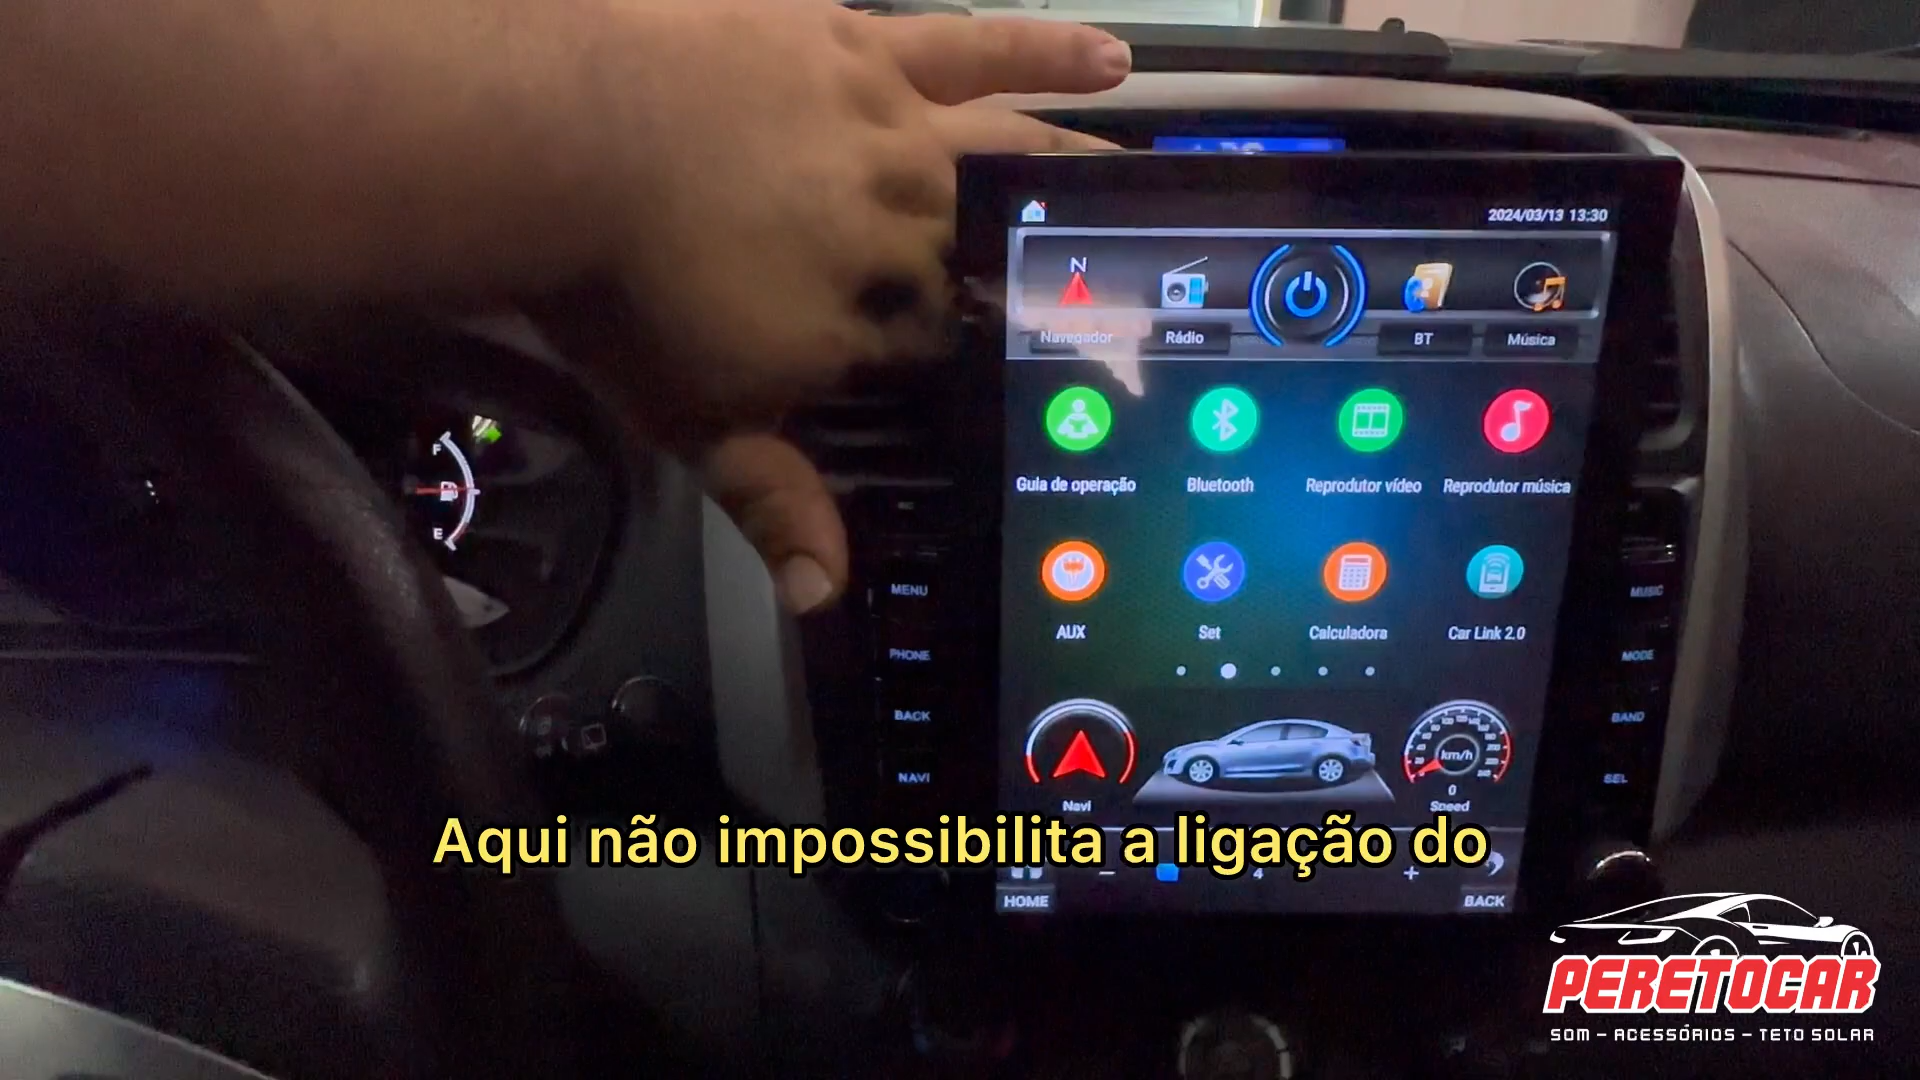 2024/03/13 13:30
N
Navegador
Rádio
BT
Música
Guia de operação
Bluetooth
Reprodutor vídeo
Reprodutor música
AUX
Set
Calculadora
Car Link 2.0
MENU
PHONE
BACK
NAVI
MUSIC
MODE
BAND
SEL
F
E
Navi
km/h
0
Speed
Aqui não impossibilita a ligação do
4
HOME
BACK
PERETOCAR
SOM - ACESSÓRIOS - TETO SOLAR